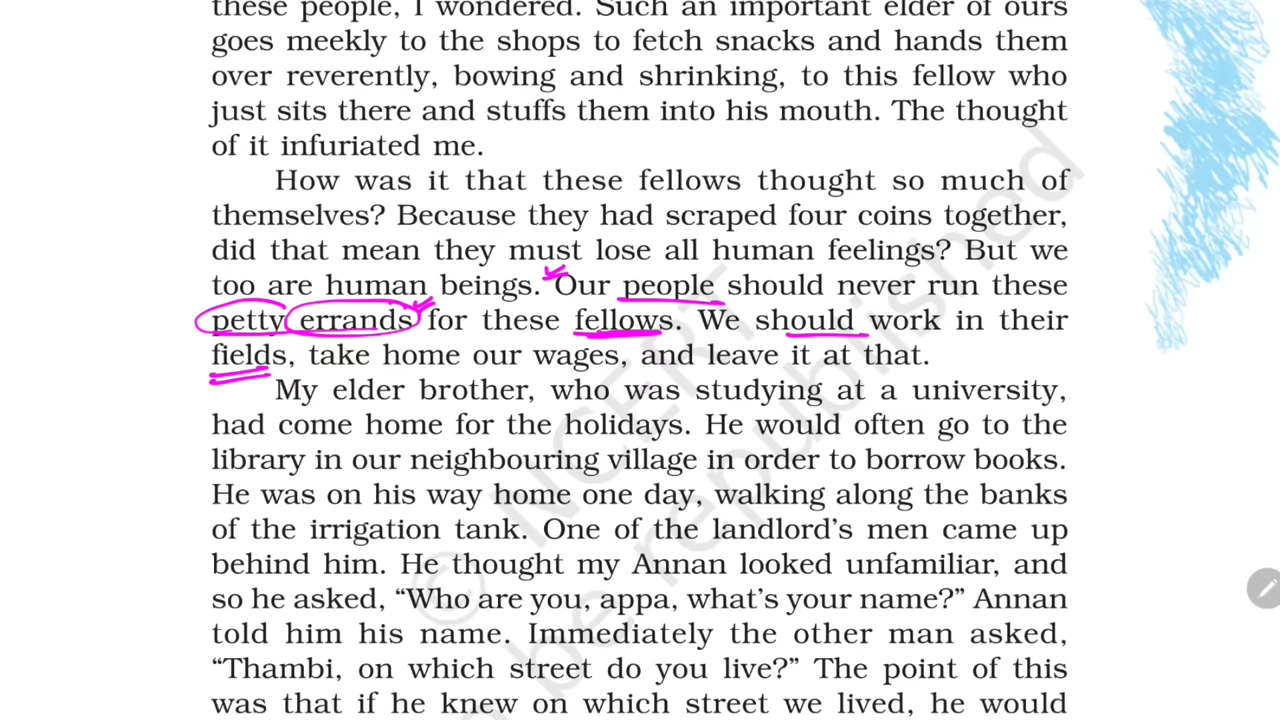 these people, I wondered. Such an important elder of ours
goes meekly to the shops to fetch snacks and hands them
over reverently, bowing and shrinking, to this fellow who
just sits there and stuffs them into his mouth. The thought
of it infuriated me.
How was it that these fellows thought so much of
themselves? Because they had scraped four coins together,
did that mean they must lose all human feelings? But we
too are human beings. Our people should never run these
petty errands for these fellows. We should work in their
fields, take home our wages, and leave it at that.
My elder brother, who was studying at a university,
had come home for the holidays. He would often go to the
library in our neighbouring village in order to borrow books.
He was on his way home one day, walking along the banks
of the irrigation tank. One of the landlord’s men came up
behind him. He thought my Annan looked unfamiliar, and
so he asked, “Who are you, appa, what’s your name?” Annan
told him his name. Immediately the other man asked,
“Thambi, on which street do you live?” The point of this
was that if he knew on which street we lived, he would
© NCERT
be republished